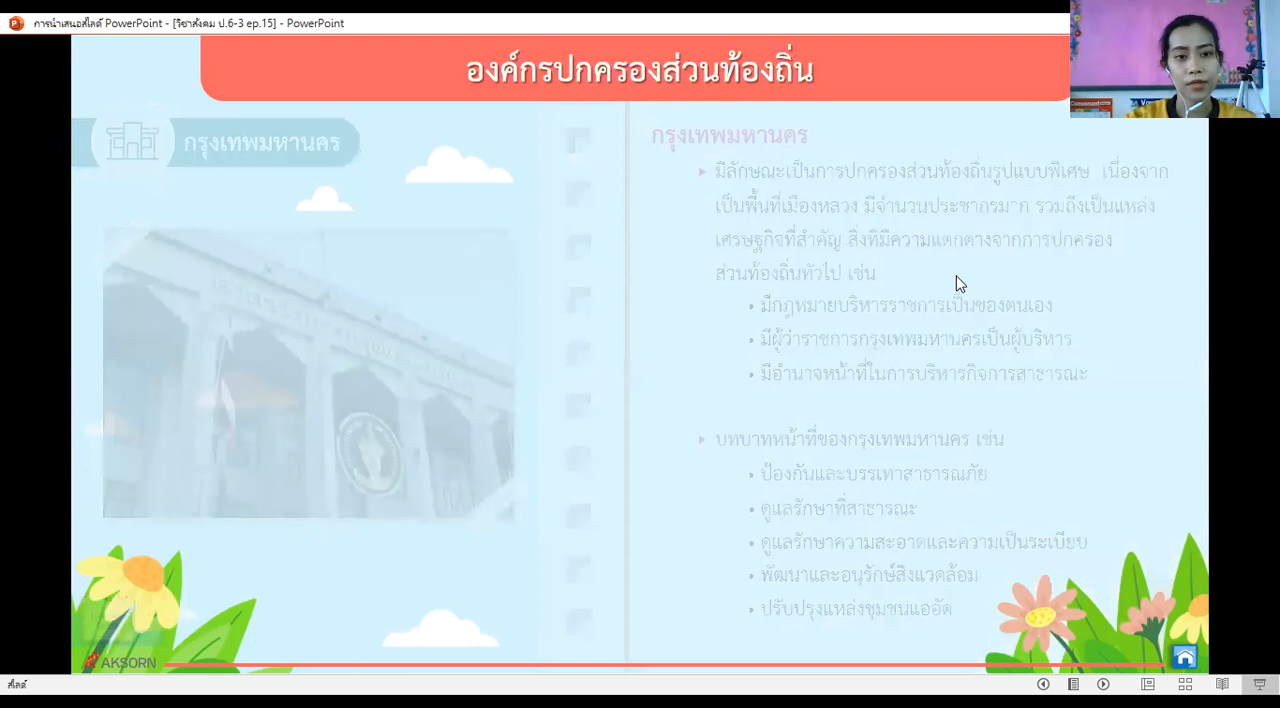 การนำเสนอสไลด์ PowerPoint - [วิชาสังคม ป.6-3 ep.15] - PowerPoint
องค์กรปกครองส่วนท้องถิ่น
กรุงเทพมหานคร
กรุงเทพมหานคร
มีลักษณะเป็นการปกครองส่วนท้องถิ่นรูปแบบพิเศษ เนื่องจาก
เป็นพื้นที่เมืองหลวง มีจำนวนประชากรมาก รวมถึงเป็นแหล่ง
เศรษฐกิจที่สำคัญ สิ่งที่มีความแตกต่างจากการปกครอง
ส่วนท้องถิ่นทั่วไป เช่น
• มีกฎหมายบริหารราชการเป็นของตนเอง
• มีผู้ว่าราชการกรุงเทพมหานครเป็นผู้บริหาร
• มีอำนาจหน้าที่ในการบริหารกิจการสาธารณะ
บทบาทหน้าที่ของกรุงเทพมหานคร เช่น
• ป้องกันและบรรเทาสาธารณภัย
• ดูแลรักษาที่สาธารณะ
• ดูแลรักษาความสะอาดและความเป็นระเบียบ
• พัฒนาและอนุรักษ์สิ่งแวดล้อม
• ปรับปรุงแหล่งชุมชนแออัด
AKSORN
สไลด์